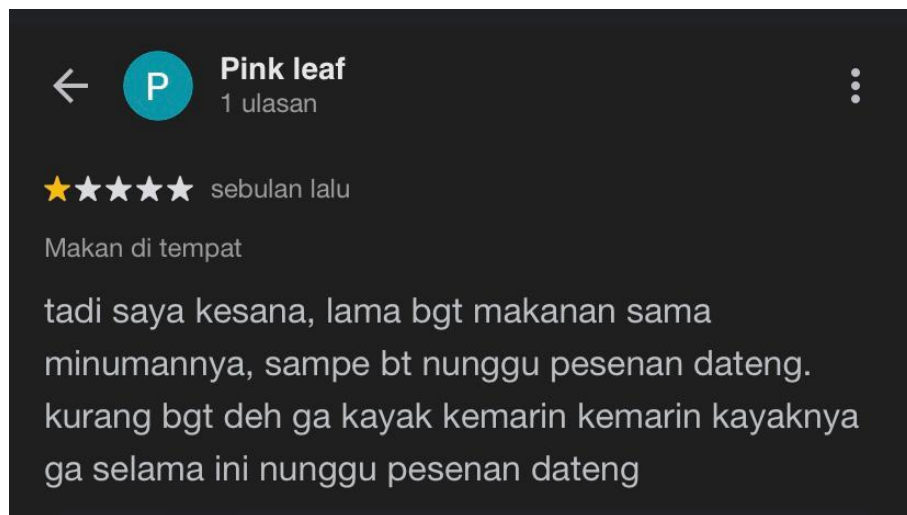 Pink leaf
P
1 ulasan
sebulan lalu
Makan di tempat
tadi saya kesana, lama bgt makanan sama
minumannya, sampe bt nunggu pesenan dateng.
kurang bgt deh ga kayak kemarin kemarin kayaknya
ga selama ini nunggu pesenan dateng